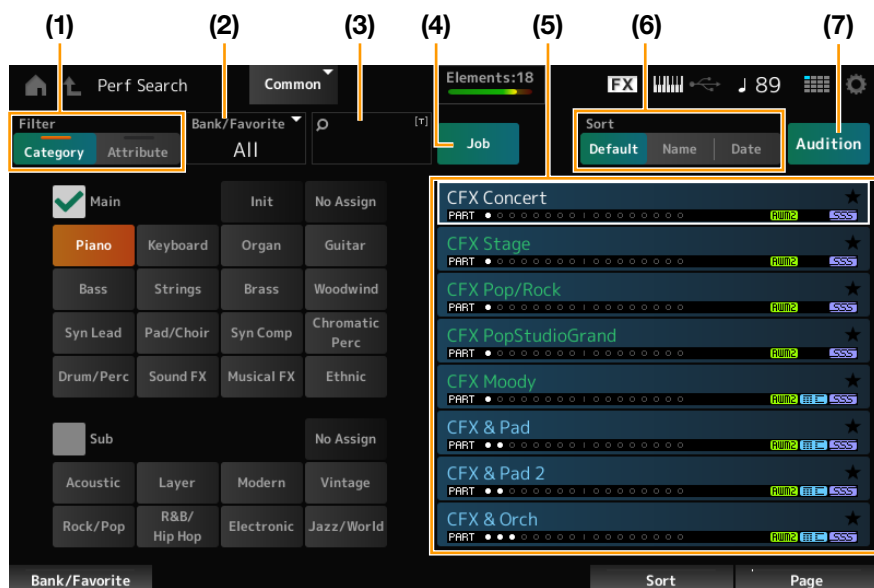 (1) (2) (3) (4) (5) (6) (7)
Perf Search Common Elements:18 FX 89
Filter Bank/Favorite [T] Sort
Category Attribute All Job Default Name Date Audition
Main Init No Assign
Piano Keyboard Organ Guitar
Bass Strings Brass Woodwind
Syn Lead Pad/Choir Syn Comp Chromatic
Perc
Drum/Perc Sound FX Musical FX Ethnic
Sub No Assign
Acoustic Layer Modern Vintage
Rock/Pop R&B/
Hip Hop
Electronic Jazz/World
CFX Concert
PART AWM2 SSS
CFX Stage
PART AWM2 SSS
CFX Pop/Rock
PART AWM2 SSS
CFX PopStudioGrand
PART AWM2 SSS
CFX Moody
PART AWM2 SSS
CFX & Pad
PART AWM2 SSS
CFX & Pad 2
PART AWM2 SSS
CFX & Orch
PART AWM2 SSS
Bank/Favorite Sort Page